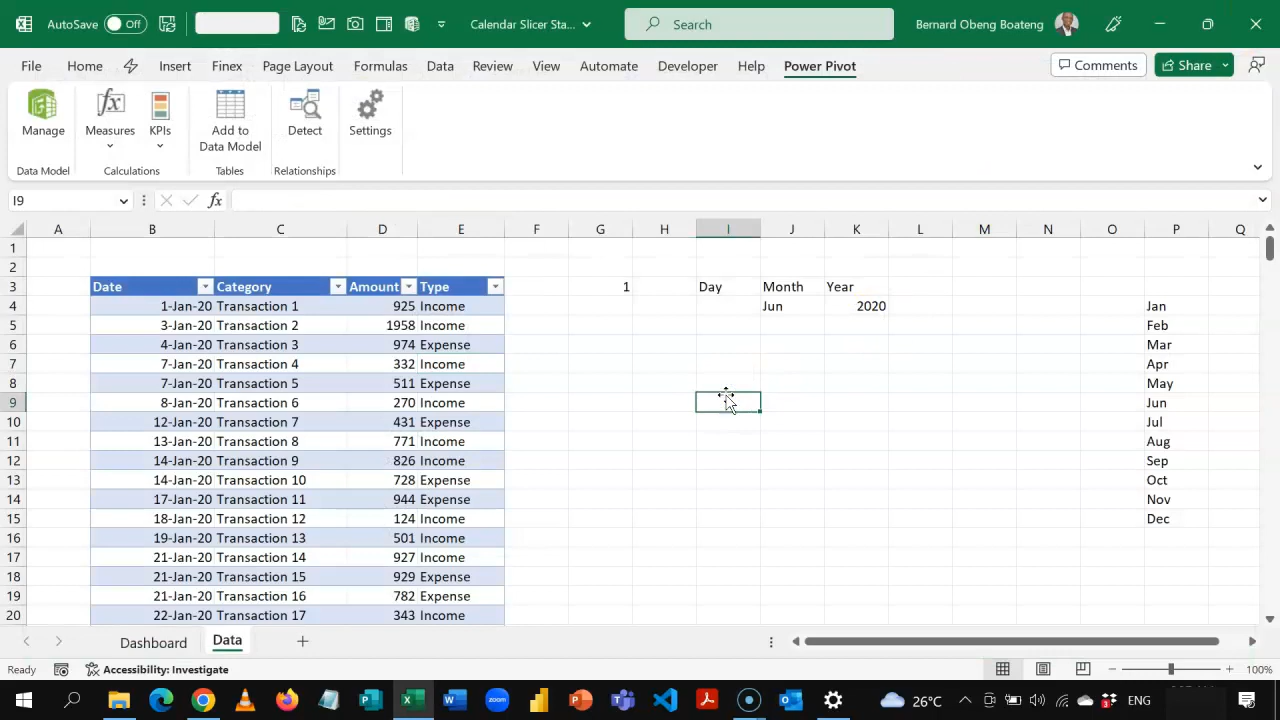 AutoSave Off Calendar Slicer Sta... Search Bernard Obeng Boateng
File Home Insert Finex Page Layout Formulas Data Review View Automate Developer Help Power Pivot Comments Share
Manage Measures KPIs Add to Data Model Detect Settings
Data Model Calculations Tables Relationships
I9 fx
A B C D E F G H I J K L M N O P Q
1
2
3 Date Category Amount Type 1 Day Month Year
4 1-Jan-20 Transaction 1 925 Income Jun 2020 Jan
5 3-Jan-20 Transaction 2 1958 Income Feb
6 4-Jan-20 Transaction 3 974 Expense Mar
7 7-Jan-20 Transaction 4 332 Income Apr
8 7-Jan-20 Transaction 5 511 Expense May
9 8-Jan-20 Transaction 6 270 Income Jun
10 12-Jan-20 Transaction 7 431 Expense Jul
11 13-Jan-20 Transaction 8 771 Income Aug
12 14-Jan-20 Transaction 9 826 Income Sep
13 14-Jan-20 Transaction 10 728 Expense Oct
14 17-Jan-20 Transaction 11 944 Expense Nov
15 18-Jan-20 Transaction 12 124 Income Dec
16 19-Jan-20 Transaction 13 501 Income
17 21-Jan-20 Transaction 14 927 Income
18 21-Jan-20 Transaction 15 929 Expense
19 21-Jan-20 Transaction 16 782 Expense
20 22-Jan-20 Transaction 17 343 Income
Dashboard Data
Ready Accessibility: Investigate 100%
26°C ENG